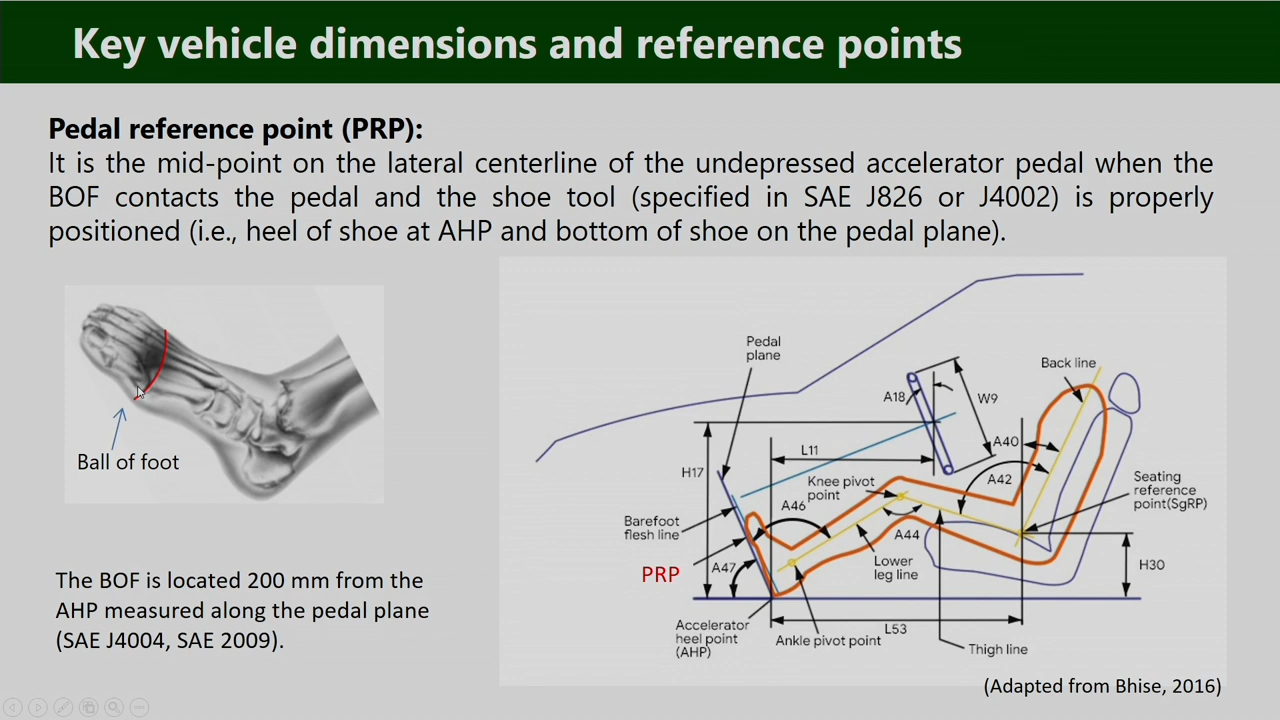 Key vehicle dimensions and reference points
Pedal reference point (PRP):
It is the mid-point on the lateral centerline of the undepressed accelerator pedal when the
BOF contacts the pedal and the shoe tool (specified in SAE J826 or J4002) is properly
positioned (i.e., heel of shoe at AHP and bottom of shoe on the pedal plane).
Ball of foot
The BOF is located 200 mm from the
AHP measured along the pedal plane
(SAE J4004, SAE 2009).
Pedal
plane
Back line
A18
W9
A40
L11
H17
Knee pivot
point
A42
Seating
reference
point(SgRP)
A46
Barefoot
flesh line
A44
PRP
A47
Lower
leg line
H30
Accelerator
heel point
(AHP)
Ankle pivot point
L53
Thigh line
(Adapted from Bhise, 2016)